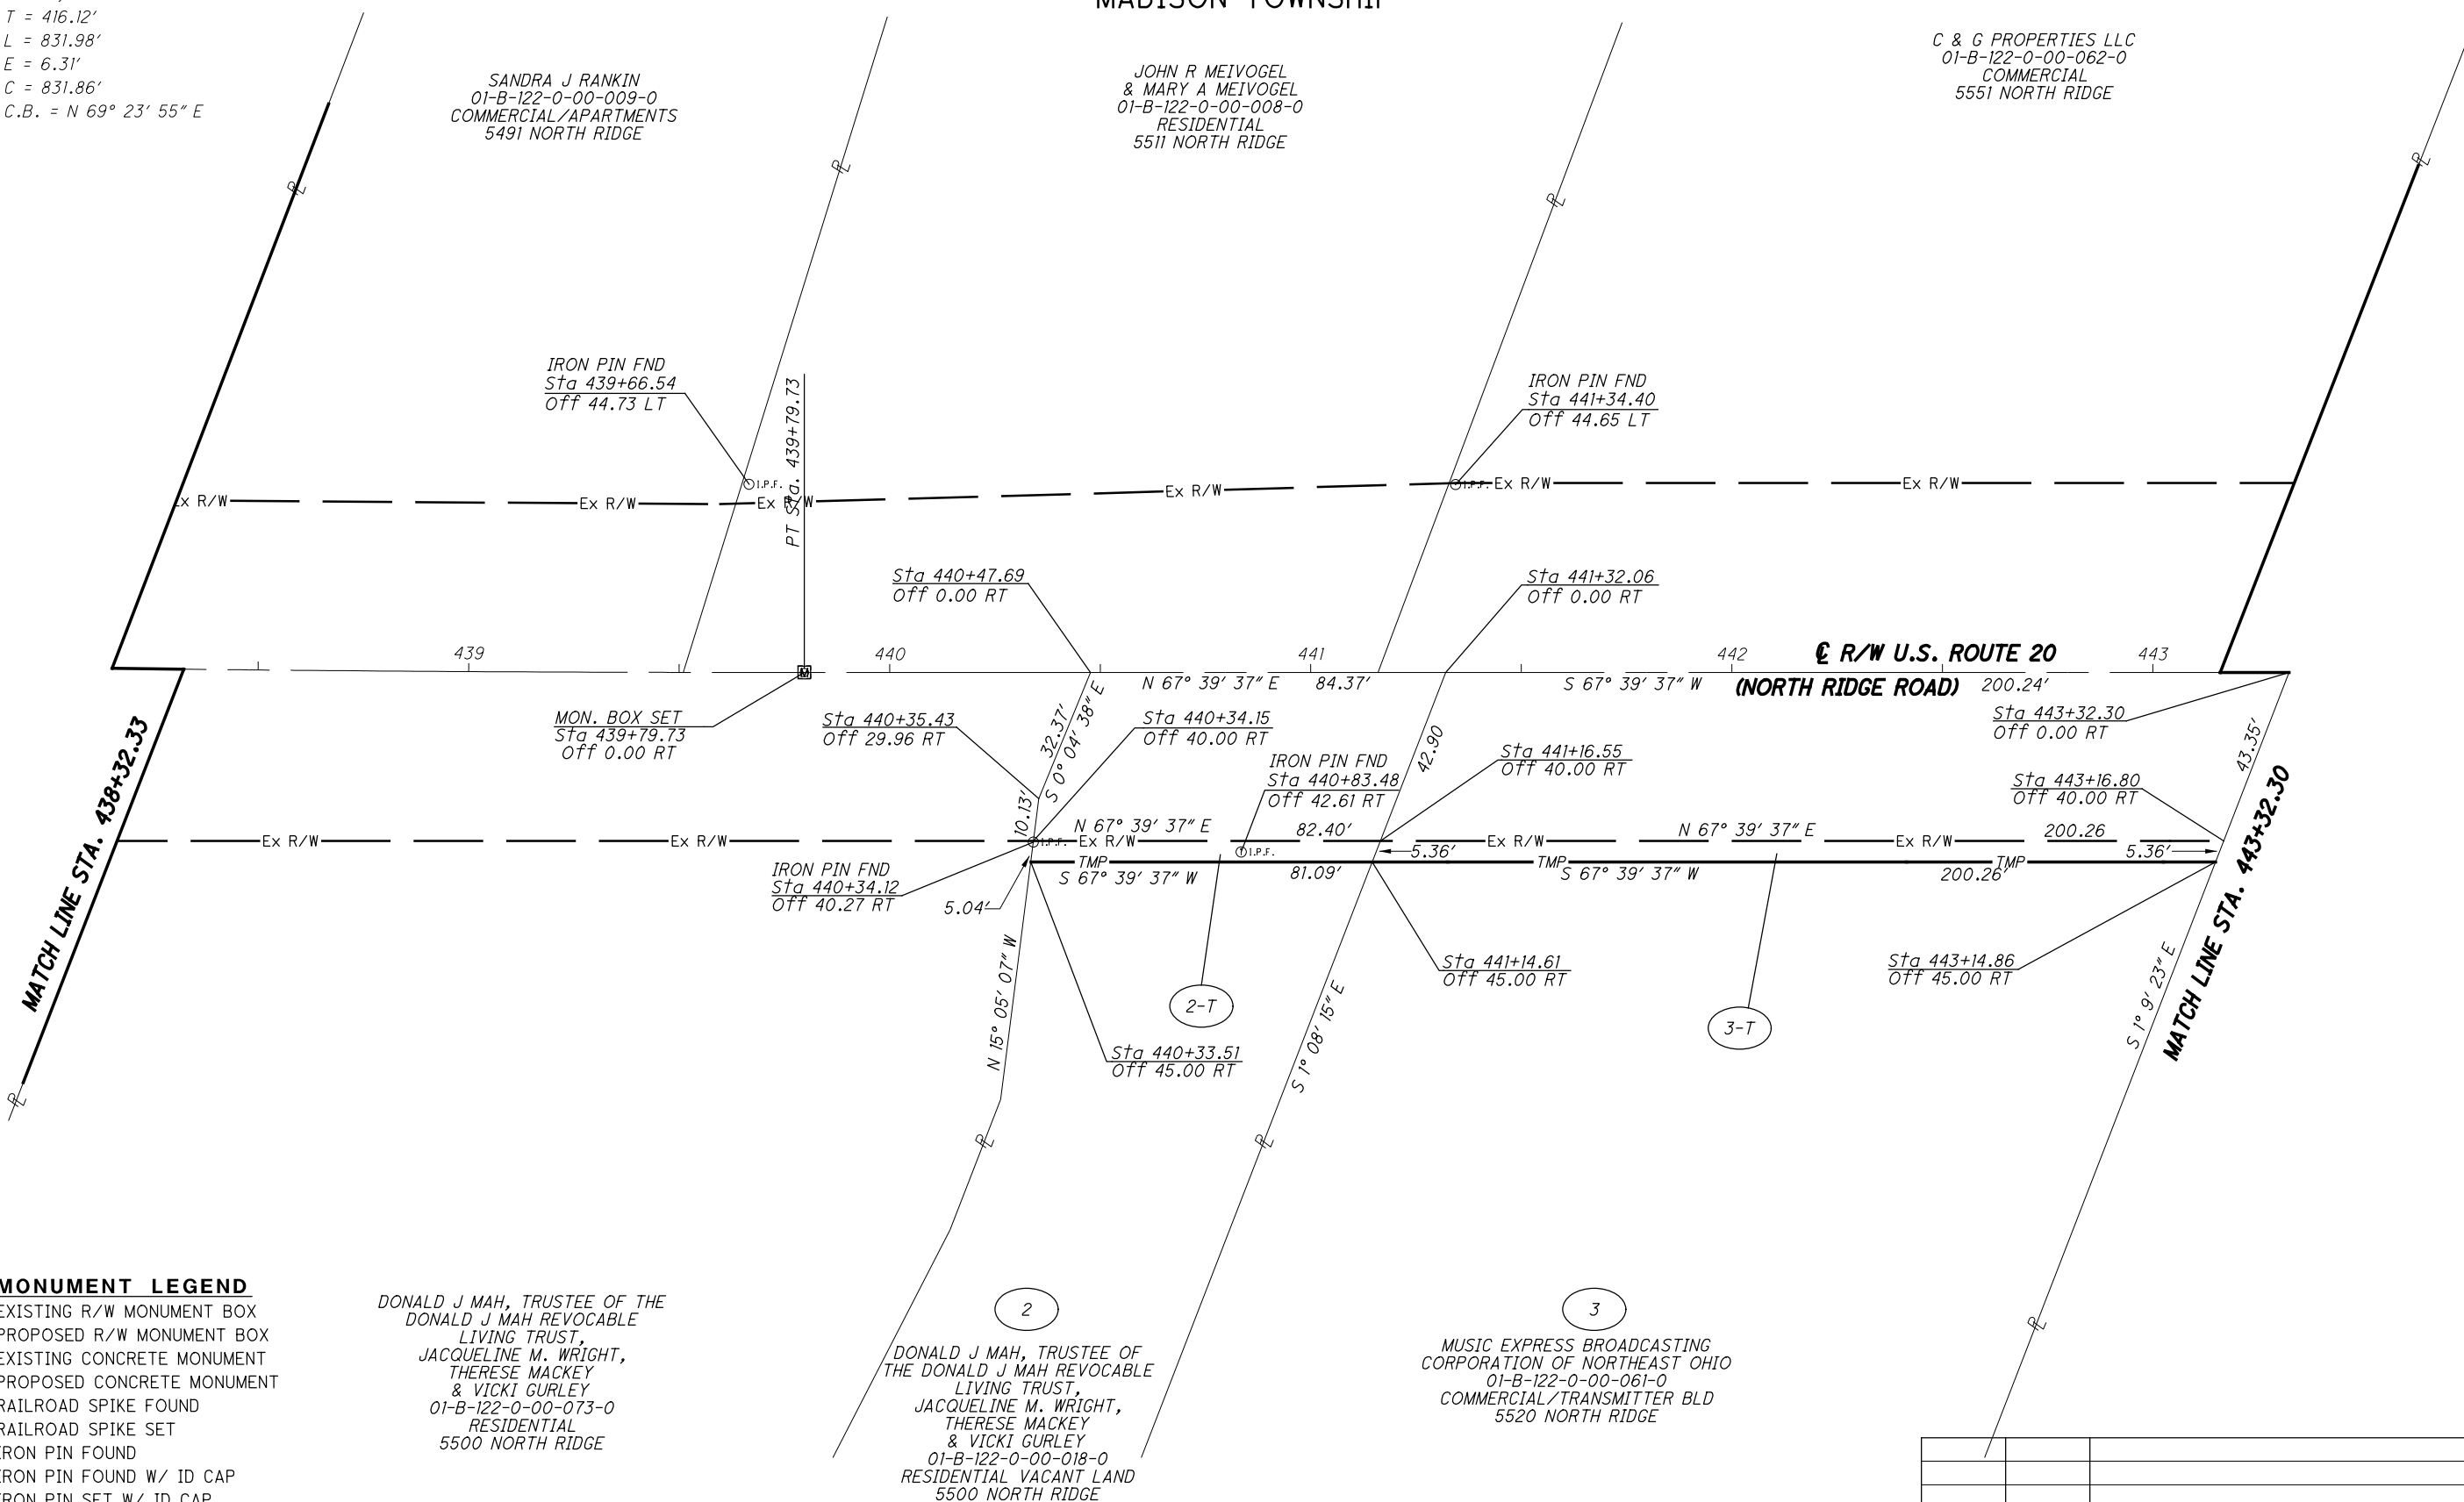 MADISON TOWNSHIP
T = 416.12'
L = 831.98'
E = 6.31'
C = 831.86'
C.B. = N 69° 23' 55" E
SANDRA J RANKIN
01-B-122-0-00-009-0
COMMERCIAL/APARTMENTS
5491 NORTH RIDGE
JOHN R MEIVOGEL
& MARY A MEIVOGEL
01-B-122-0-00-008-0
RESIDENTIAL
5511 NORTH RIDGE
C & G PROPERTIES LLC
01-B-122-0-00-062-0
COMMERCIAL
5551 NORTH RIDGE
PL
PL
PL
PL
IRON PIN FND
Sta 439+66.54
Off 44.73 LT
PT Sta. 439+79.73
IRON PIN FND
Sta 441+34.40
Off 44.65 LT
I.P.F.
I.P.F.
Ex R/W
Ex R/W
Ex R/W
Ex R/W
Ex R/W
Ex R/W
Sta 440+47.69
Off 0.00 RT
Sta 441+32.06
Off 0.00 RT
439
440
441
442
443
CL R/W U.S. ROUTE 20
(NORTH RIDGE ROAD)
M
N 67° 39' 37" E
84.37'
S 67° 39' 37" W
200.24'
MON. BOX SET
Sta 439+79.73
Off 0.00 RT
Sta 440+35.43
Off 29.96 RT
32.37'
S 0° 04' 38" E
Sta 440+34.15
Off 40.00 RT
IRON PIN FND
Sta 440+83.48
Off 42.61 RT
42.90
Sta 441+16.55
Off 40.00 RT
Sta 443+32.30
Off 0.00 RT
43.35'
Sta 443+16.80
Off 40.00 RT
MATCH LINE STA. 438+32.33
MATCH LINE STA. 443+32.30
10.13'
N 67° 39' 37" E
82.40'
N 67° 39' 37" E
200.26
Ex R/W
Ex R/W
I.P.F.
Ex R/W
Ex R/W
Ex R/W
I.P.F.
5.36'
5.36'
TMP
TMP
TMP
S 67° 39' 37" W
81.09'
S 67° 39' 37" W
200.26'
IRON PIN FND
Sta 440+34.12
Off 40.27 RT
5.04'
N 15° 05' 07" W
2-T
S 1° 08' 15" E
Sta 441+14.61
Off 45.00 RT
3-T
Sta 443+14.86
Off 45.00 RT
S 1° 9' 23" E
Sta 440+33.51
Off 45.00 RT
PL
PL
PL
PL
MONUMENT LEGEND
EXISTING R/W MONUMENT BOX
PROPOSED R/W MONUMENT BOX
EXISTING CONCRETE MONUMENT
PROPOSED CONCRETE MONUMENT
RAILROAD SPIKE FOUND
RAILROAD SPIKE SET
IRON PIN FOUND
IRON PIN FOUND W/ ID CAP
IRON PIN SET W/ ID CAP
DONALD J MAH, TRUSTEE OF THE
DONALD J MAH REVOCABLE
LIVING TRUST,
JACQUELINE M. WRIGHT,
THERESE MACKEY
& VICKI GURLEY
01-B-122-0-00-073-0
RESIDENTIAL
5500 NORTH RIDGE
2
DONALD J MAH, TRUSTEE OF
THE DONALD J MAH REVOCABLE
LIVING TRUST,
JACQUELINE M. WRIGHT,
THERESE MACKEY
& VICKI GURLEY
01-B-122-0-00-018-0
RESIDENTIAL VACANT LAND
5500 NORTH RIDGE
3
MUSIC EXPRESS BROADCASTING
CORPORATION OF NORTHEAST OHIO
01-B-122-0-00-061-0
COMMERCIAL/TRANSMITTER BLD
5520 NORTH RIDGE